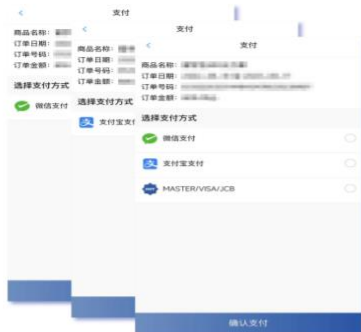 支付
商品名称:
订单日期:
订单号码:
订单金额:
选择支付方式
微信支付
支付
商品名称:
订单日期:
订单号码:
订单金额:
选择支付方式
支付宝支付
支付
商品名称:
订单日期:
订单号码:
订单金额:
选择支付方式
微信支付
支付宝支付
MASTER/VISA/JCB
确认支付